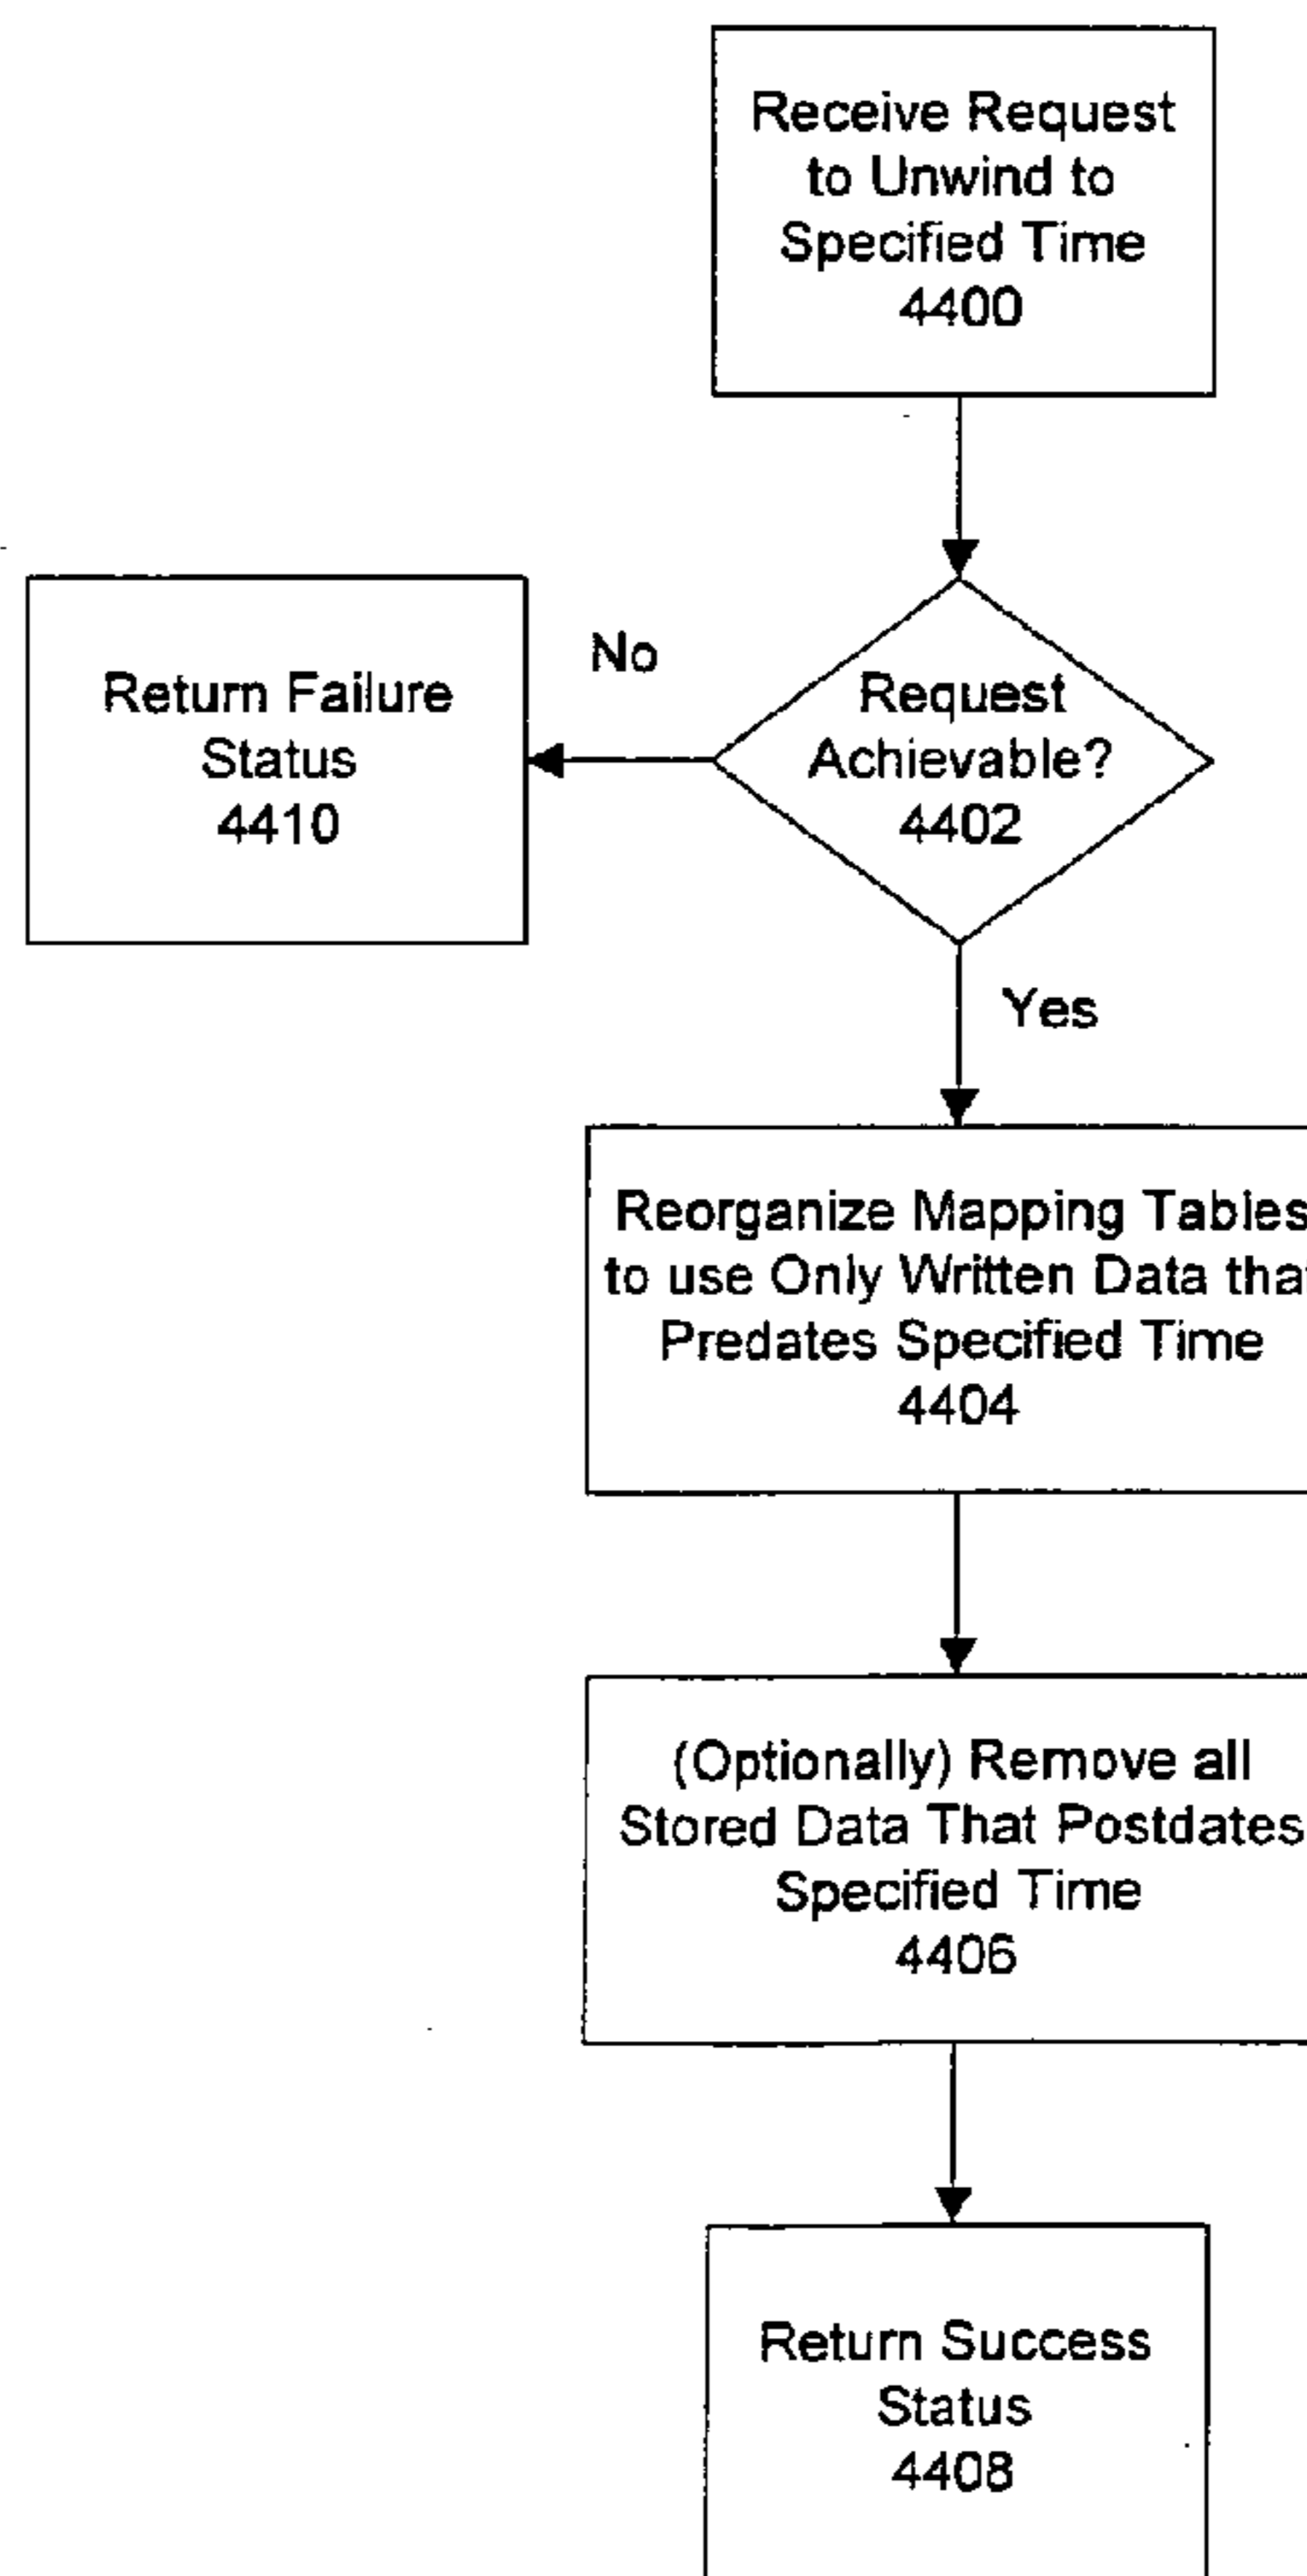 Receive Request
to Unwind to
Specified Time
4400
No
Return Failure
Status
4410
Request
Achievable?
4402
Yes
Reorganize Mapping Tables
to use Only Written Data that
Predates Specified Time
4404
(Optionally) Remove all
Stored Data That Postdates
Specified Time
4406
Return Success
Status
4408